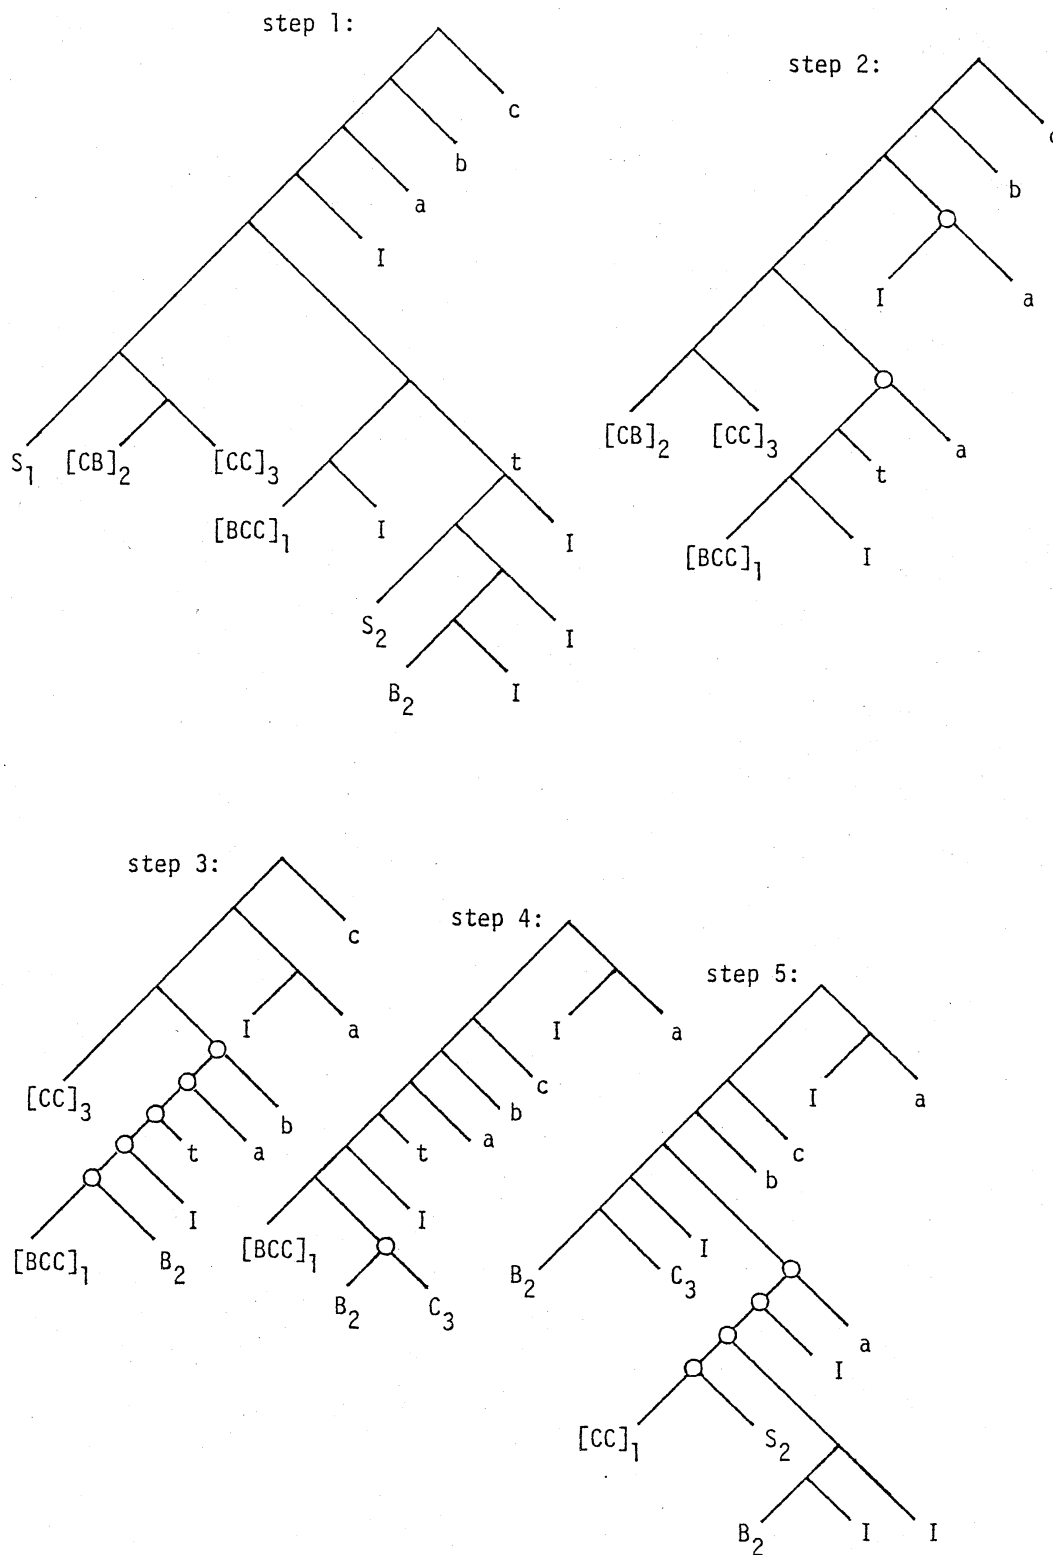 step 1:
c
b
a
I
S1 [CB]2 [CC]3
t
[BCC]1 I
I
S2
I
B2 I
step 2:
b
I a
[CB]2 [CC]3
a
t
[BCC]1 I
step 3:
c
I a
[CC]3
b
t a
I
[BCC]1 B2
step 4:
I a
c
b
t a
[BCC]1 I
B2 C3
step 5:
I a
c
b
B2 C3 I
a
I
[CC]1 S2
B2 I I